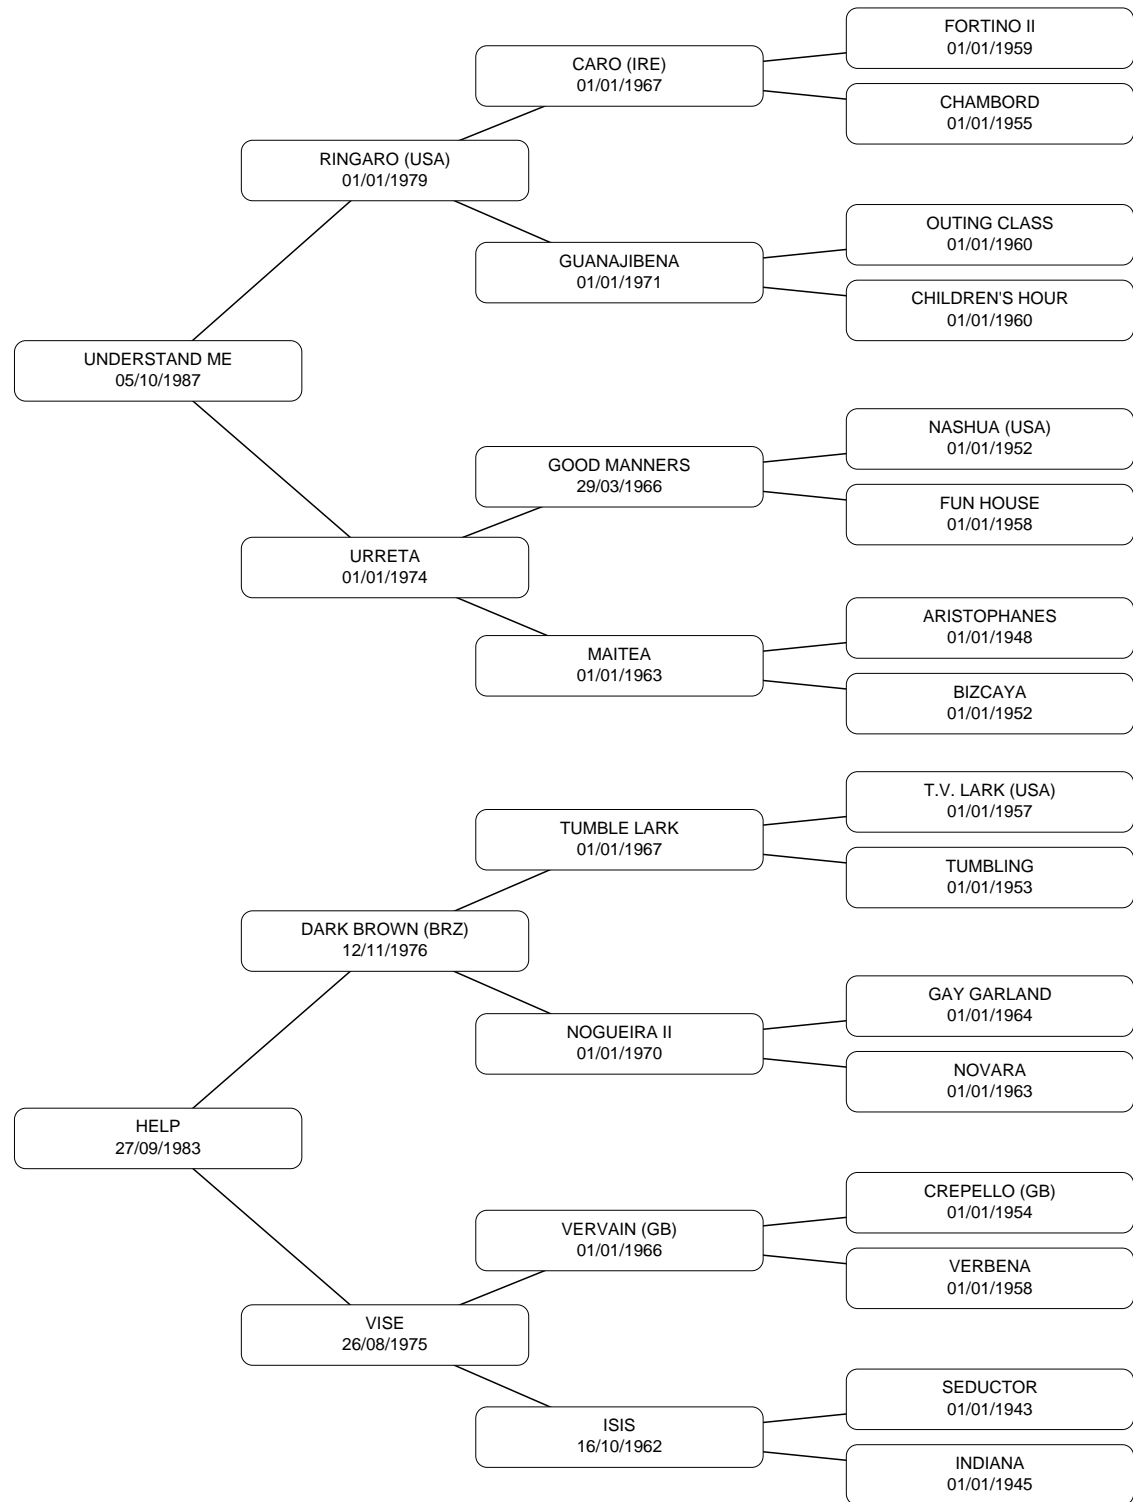 FORTINO II
01/01/1959
CARO (IRE)
01/01/1967
CHAMBORD
01/01/1955
RINGARO (USA)
01/01/1979
OUTING CLASS
01/01/1960
GUANAJIBENA
01/01/1971
CHILDREN'S HOUR
01/01/1960
UNDERSTAND ME
05/10/1987
NASHUA (USA)
01/01/1952
GOOD MANNERS
29/03/1966
FUN HOUSE
01/01/1958
URRETA
01/01/1974
ARISTOPHANES
01/01/1948
MAITEA
01/01/1963
BIZCAYA
01/01/1952
T.V. LARK (USA)
01/01/1957
TUMBLE LARK
01/01/1967
TUMBLING
01/01/1953
DARK BROWN (BRZ)
12/11/1976
GAY GARLAND
01/01/1964
NOGUEIRA II
01/01/1970
NOVARA
01/01/1963
HELP
27/09/1983
CREPELLO (GB)
01/01/1954
VERVAIN (GB)
01/01/1966
VERBENA
01/01/1958
VISE
26/08/1975
SEDUCTOR
01/01/1943
ISIS
16/10/1962
INDIANA
01/01/1945